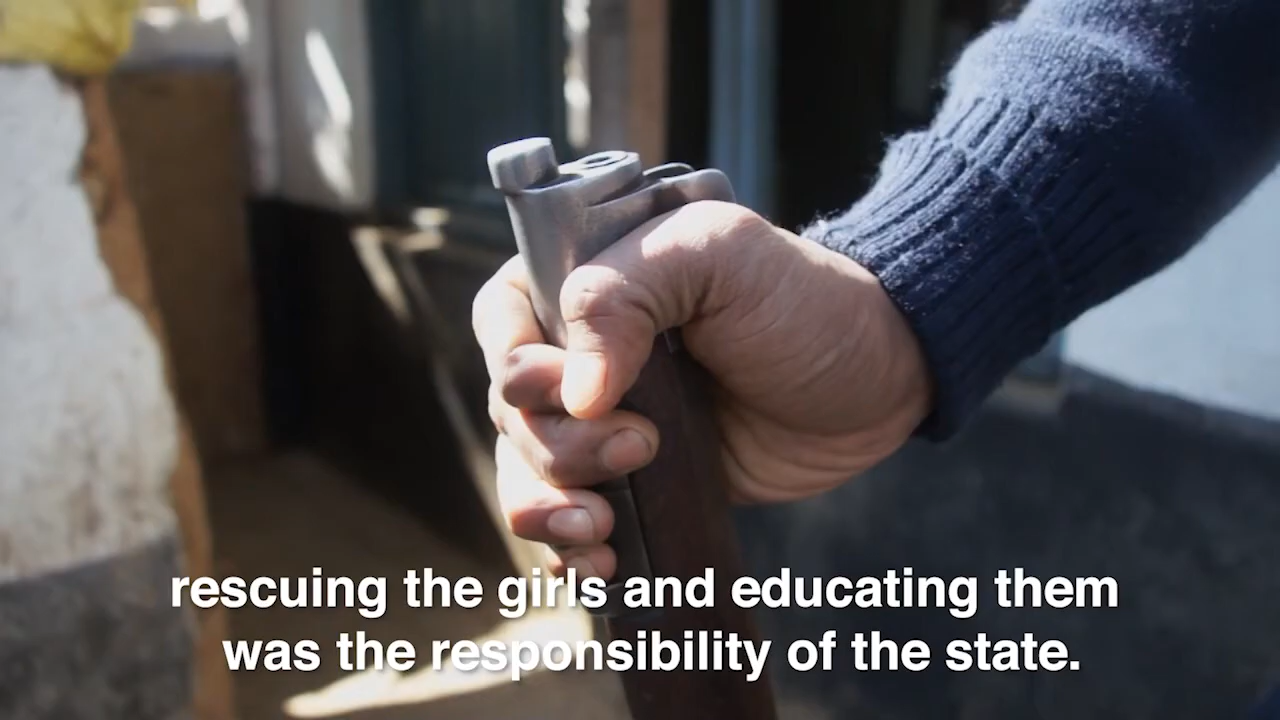 rescuing the girls and educating them
was the responsibility of the state.